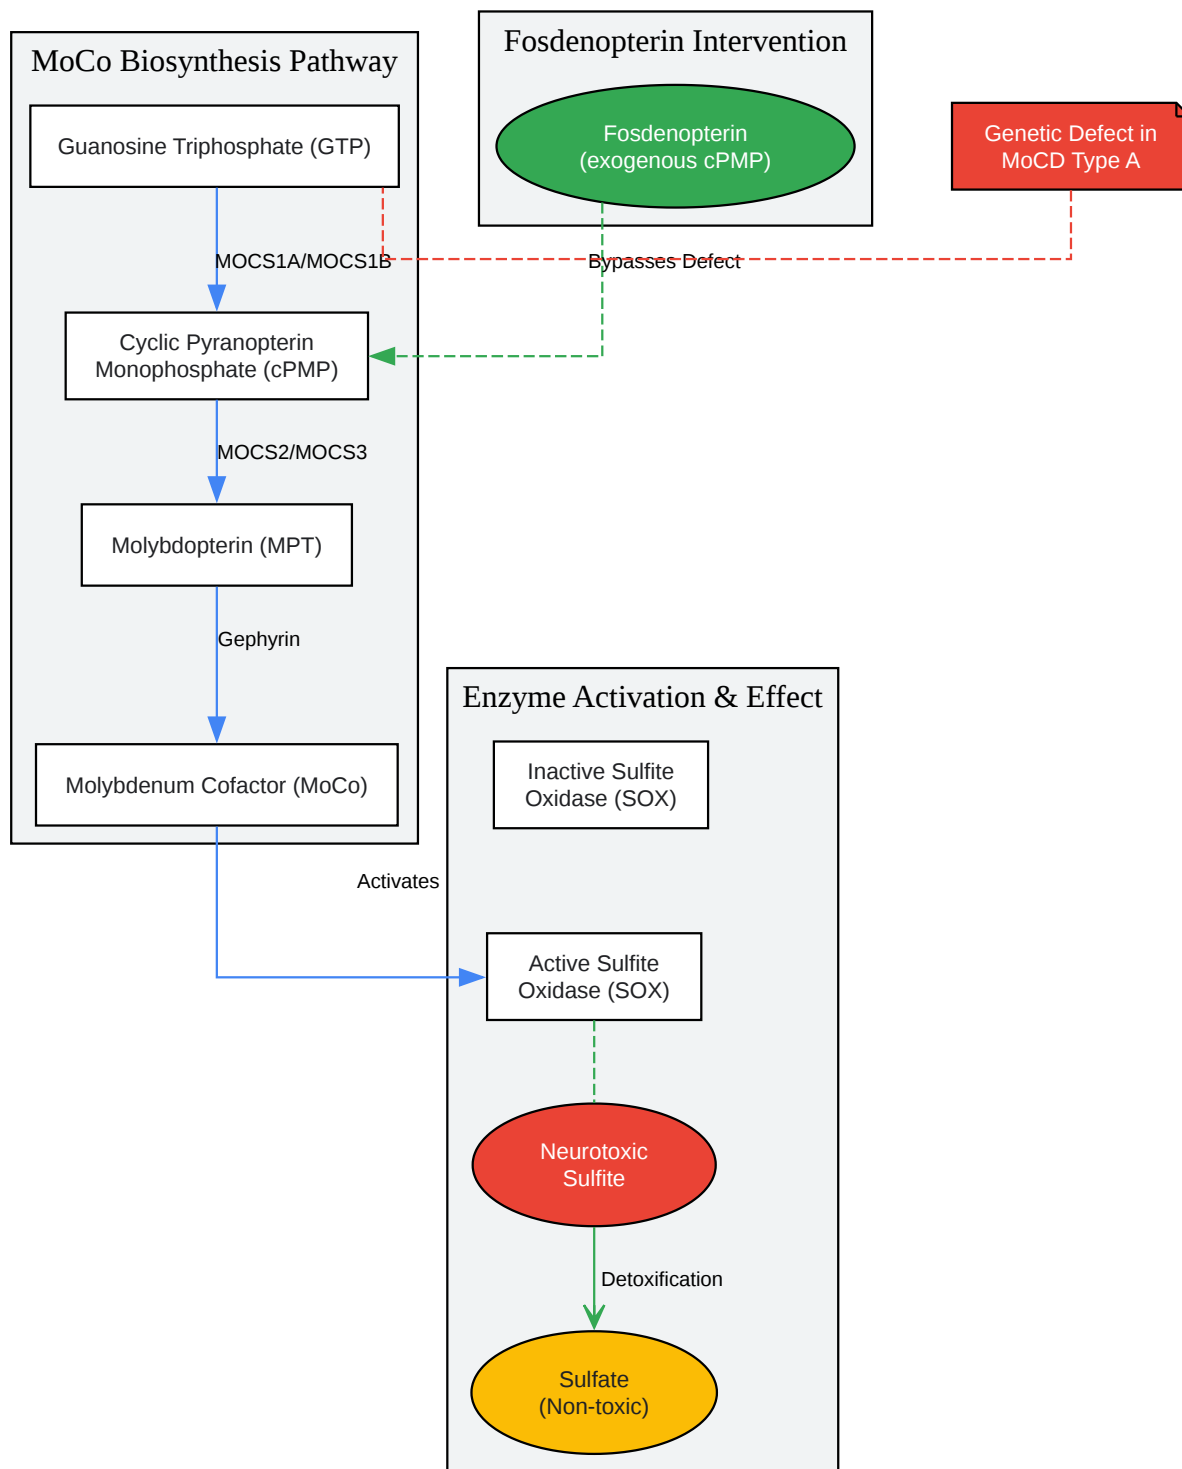 Fosdenopterin Intervention
MoCo Biosynthesis Pathway
Guanosine Triphosphate (GTP)
Fosdenopterin
(exogenous cPMP)
Genetic Defect in
MoCD Type A
MOCS1A/MOCS1B
Bypasses Defect
Cyclic Pyranopterin
Monophosphate (cPMP)
MOCS2/MOCS3
Molybdopterin (MPT)
Gephyrin
Enzyme Activation & Effect
Molybdenum Cofactor (MoCo)
Inactive Sulfite
Oxidase (SOX)
Activates
Active Sulfite
Oxidase (SOX)
Neurotoxic
Sulfite
Detoxification
Sulfate
(Non-toxic)